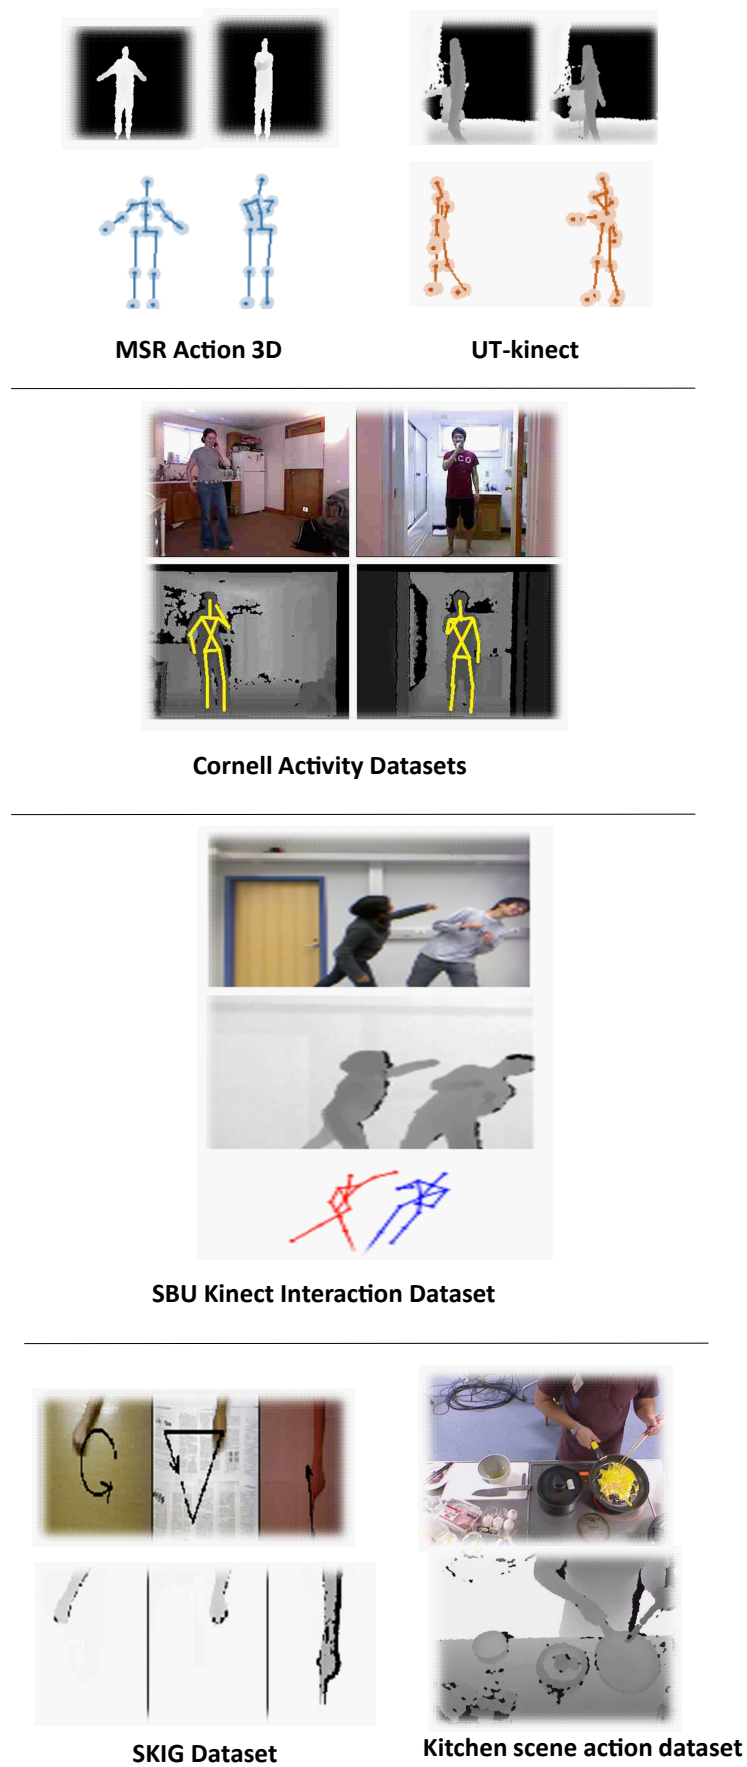 MSR Action 3D
UT-kinect
Cornell Activity Datasets
SBU Kinect Interaction Dataset
SKIG Dataset
Kitchen scene action dataset